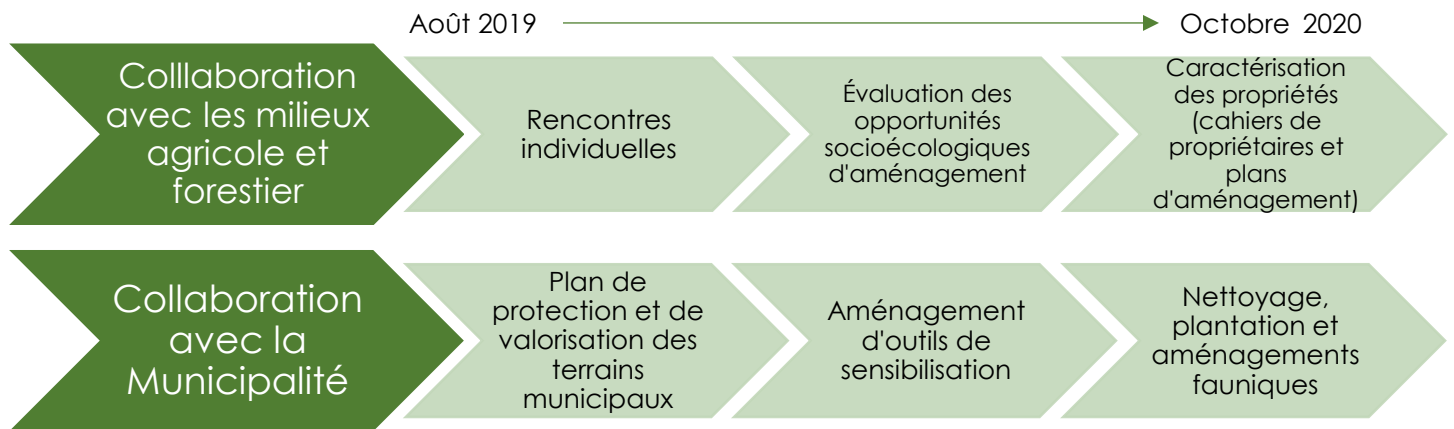 Août 2019
Octobre 2020
Colllaboration
avec les milieux
agricole et
forestier
Rencontres
individuelles
Évaluation des
opportunités
socioécologiques
d'aménagement
Caractérisation
des propriétés
(cahiers de
propriétaires et
plans
d'aménagement)
Collaboration
avec la
Municipalité
Plan de
protection et de
valorisation des
terrains
municipaux
Aménagement
d'outils de
sensibilisation
Nettoyage,
plantation et
aménagements
fauniques